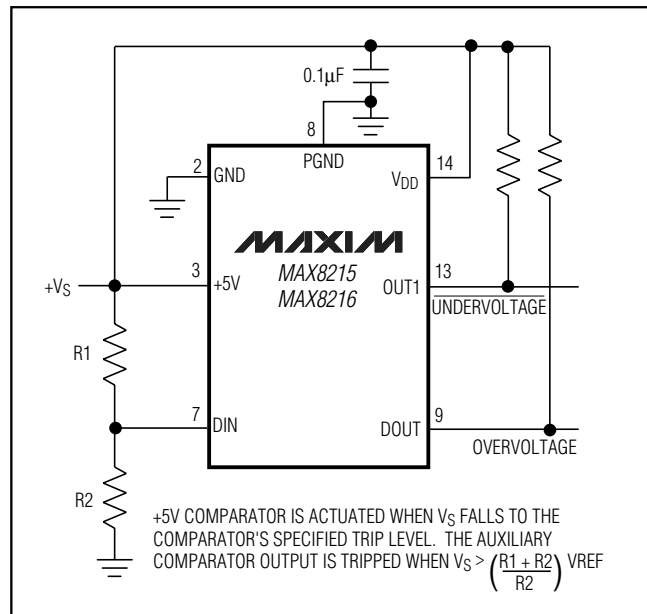 0.1µF
8
PGND
2
GND
14
VDD
MAXIM
MAX8215
MAX8216
+VS
3
+5V
13
OUT1
UNDERVOLTAGE
R1
7
DIN
9
DOUT
OVERVOLTAGE
R2
+5V COMPARATOR IS ACTUATED WHEN VS FALLS TO THE
COMPARATOR'S SPECIFIED TRIP LEVEL. THE AUXILIARY
COMPARATOR OUTPUT IS TRIPPED WHEN VS > (R1 + R2 / R2) VREF